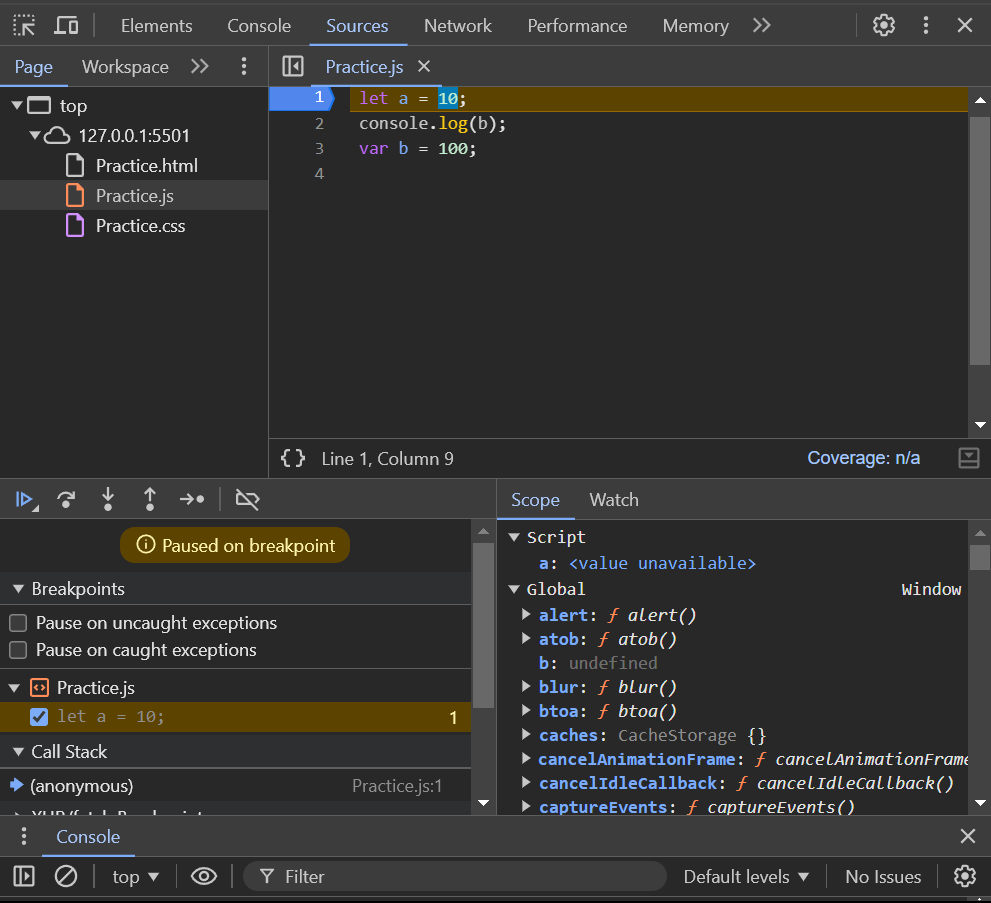 Elements Console Sources Network Performance Memory
Page Workspace
Practice.js
top
127.0.0.1:5501
Practice.html
Practice.js
Practice.css
1 let a = 10;
2 console.log(b);
3 var b = 100;
4
{} Line 1, Column 9 Coverage: n/a
Paused on breakpoint
Breakpoints
Pause on uncaught exceptions
Pause on caught exceptions
Practice.js
let a = 10; 1
Call Stack
(anonymous) Practice.js:1
Scope Watch
Script
a: <value unavailable>
Global Window
alert: ƒ alert()
atob: ƒ atob()
b: undefined
blur: ƒ blur()
btoa: ƒ btoa()
caches: CacheStorage {}
cancelAnimationFrame: ƒ cancelAnimationFrame
cancelIdleCallback: ƒ cancelIdleCallback()
captureEvents: ƒ captureEvents()
Console
top Filter Default levels No Issues